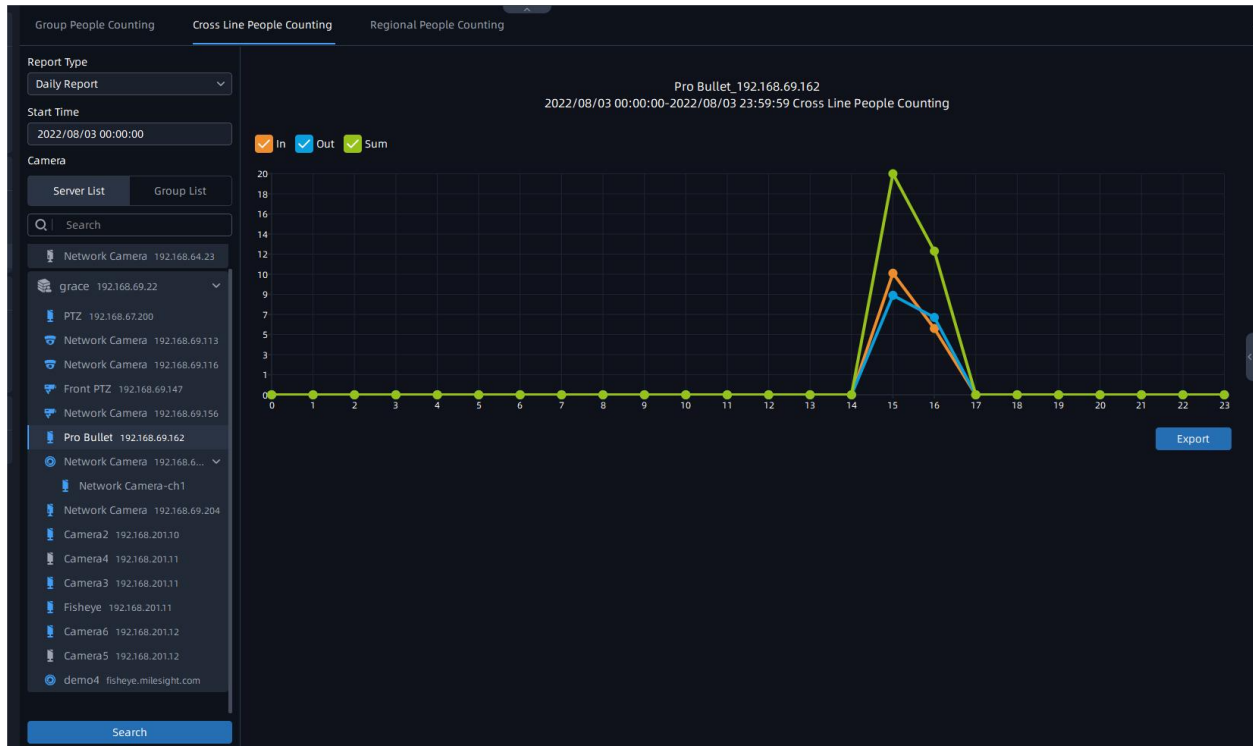 Group People Counting
Cross Line People Counting
Regional People Counting
Report Type
Daily Report
Start Time
2022/08/03 00:00:00
Camera
Server List
Group List
Search
Network Camera 192.168.64.23
grace 192.168.69.22
PTZ 192.168.67.200
Network Camera 192.168.69.113
Network Camera 192.168.69.116
Front PTZ 192.168.69.147
Network Camera 192.168.69.156
Pro Bullet 192.168.69.162
Network Camera 192.168.6...
Network Camera-ch1
Network Camera 192.168.69.204
Camera2 192.168.201.10
Camera4 192.168.201.11
Camera3 192.168.201.11
Fisheye 192.168.201.11
Camera6 192.168.201.12
Camera5 192.168.201.12
demo4 fisheye.milesight.com
Search
Pro Bullet_192.168.69.162
2022/08/03 00:00:00-2022/08/03 23:59:59 Cross Line People Counting
In Out Sum
20
18
16
14
12
10
9
7
5
3
1
0
0 1 2 3 4 5 6 7 8 9 10 11 12 13 14 15 16 17 18 19 20 21 22 23
Export